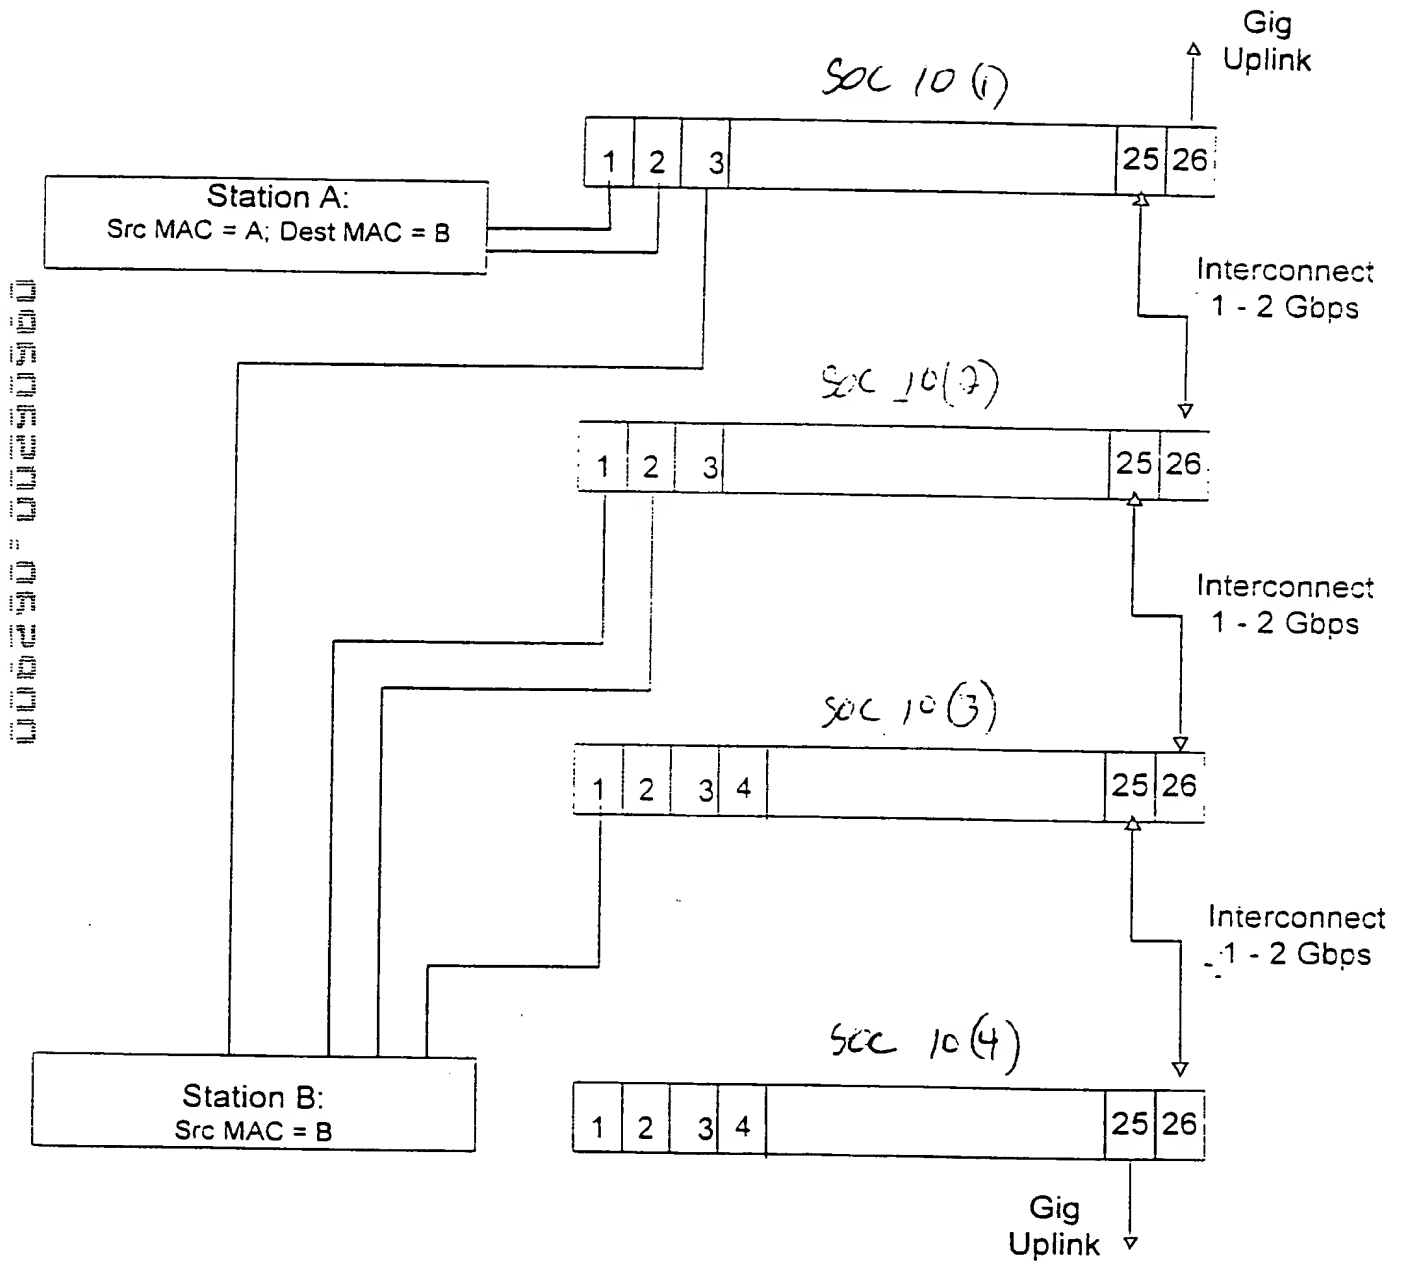 Gig
Uplink
SOC 10 (1)
1 2 3 25 26
Station A:
Src MAC = A; Dest MAC = B
Interconnect
1 - 2 Gbps
SOC 10 (2)
1 2 3 25 26
Interconnect
1 - 2 Gbps
SOC 10 (3)
1 2 3 4 25 26
Interconnect
1 - 2 Gbps
SOC 10 (4)
Station B:
Src MAC = B
1 2 3 4 25 26
Gig
Uplink